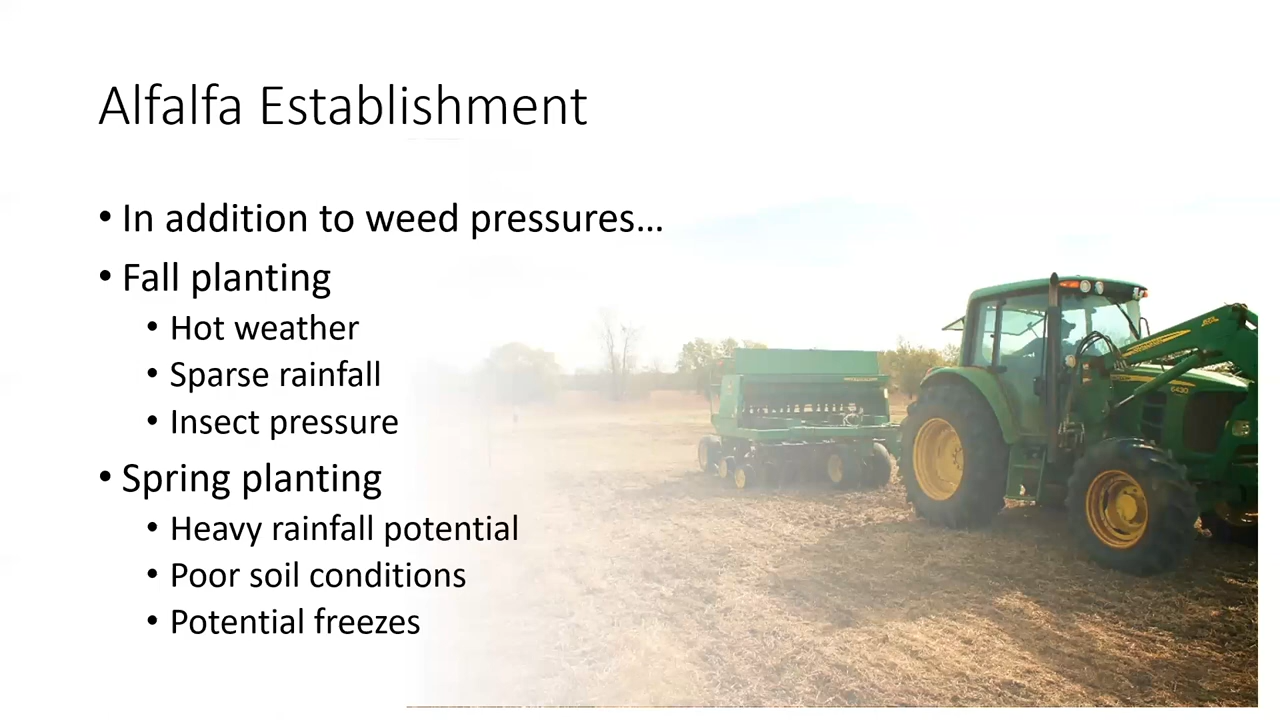 Alfalfa Establishment
• In addition to weed pressures...
• Fall planting
• Hot weather
• Sparse rainfall
• Insect pressure
• Spring planting
• Heavy rainfall potential
• Poor soil conditions
• Potential freezes
6430